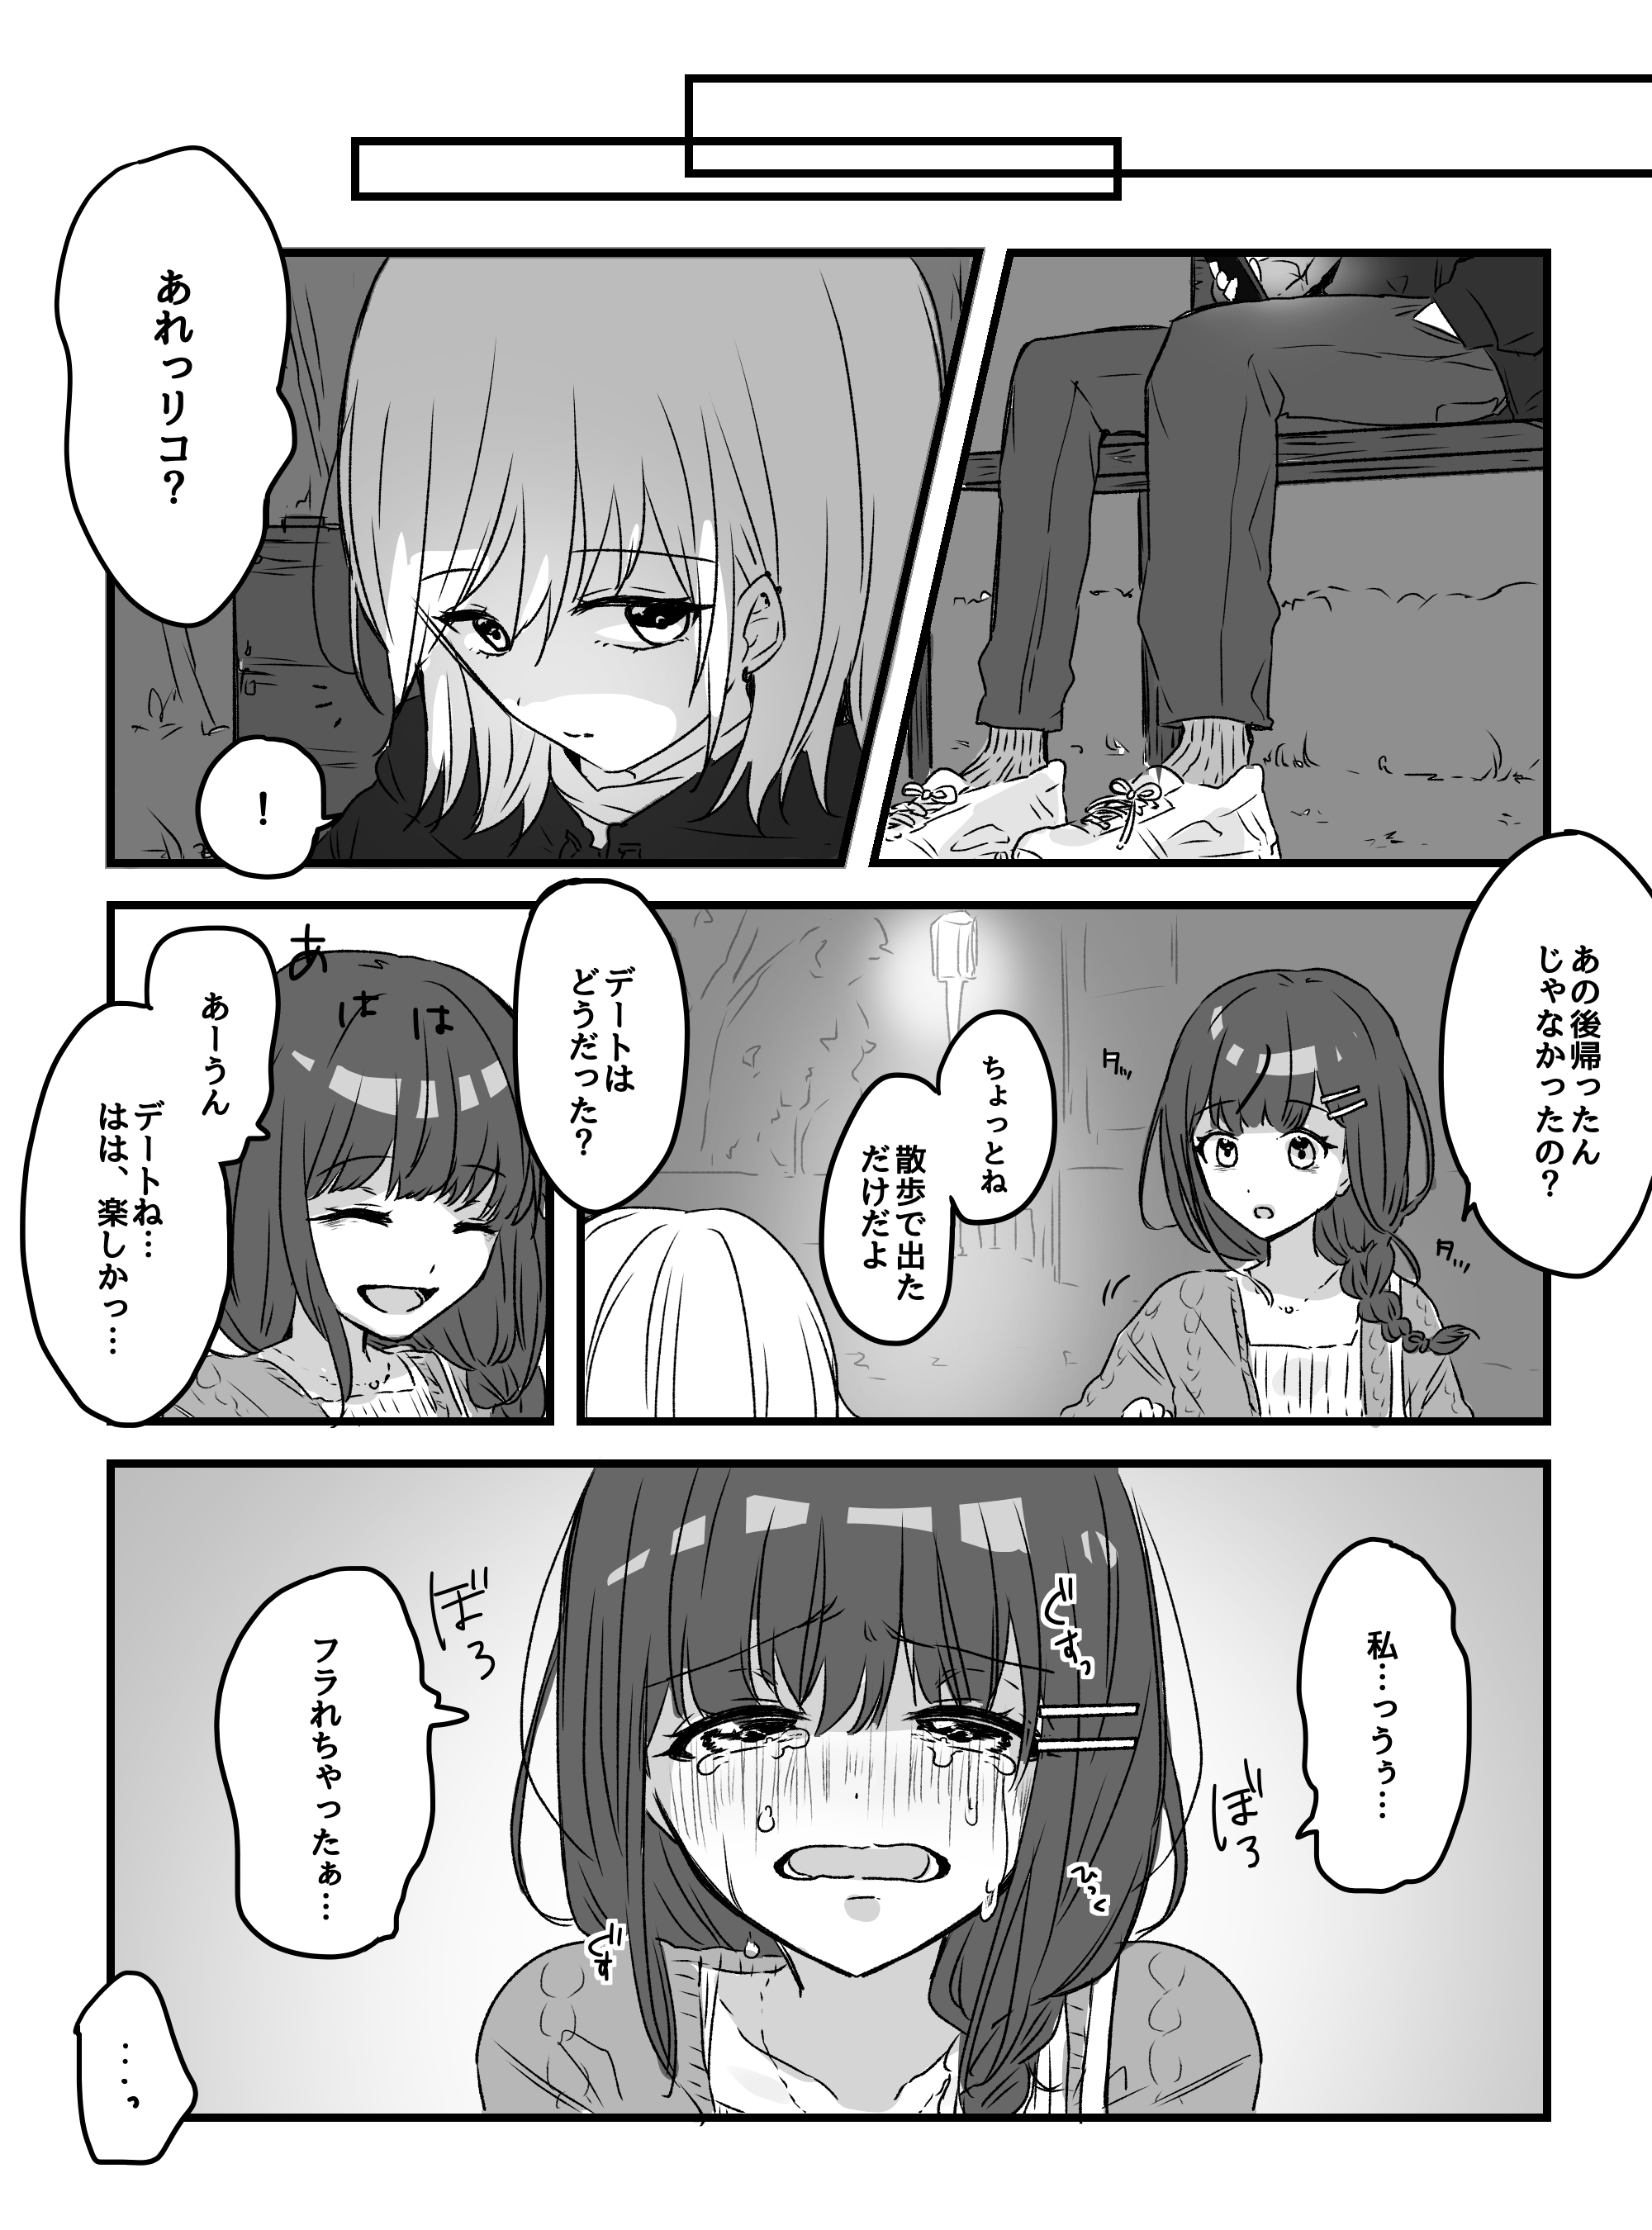 あれっリコ？
！
あの後帰ったん
じゃなかったの？
タッ…
タッ…
ちょっとね
散歩で出た
だけだよ
デートは
どうだった？
あはは
あーうん
デートね…
はは、楽しかっ…
私…っうぅ…
ぐすっ
ぼろ
ひっく
ぼろ
フラれちゃったぁ…
ぐす
…っ